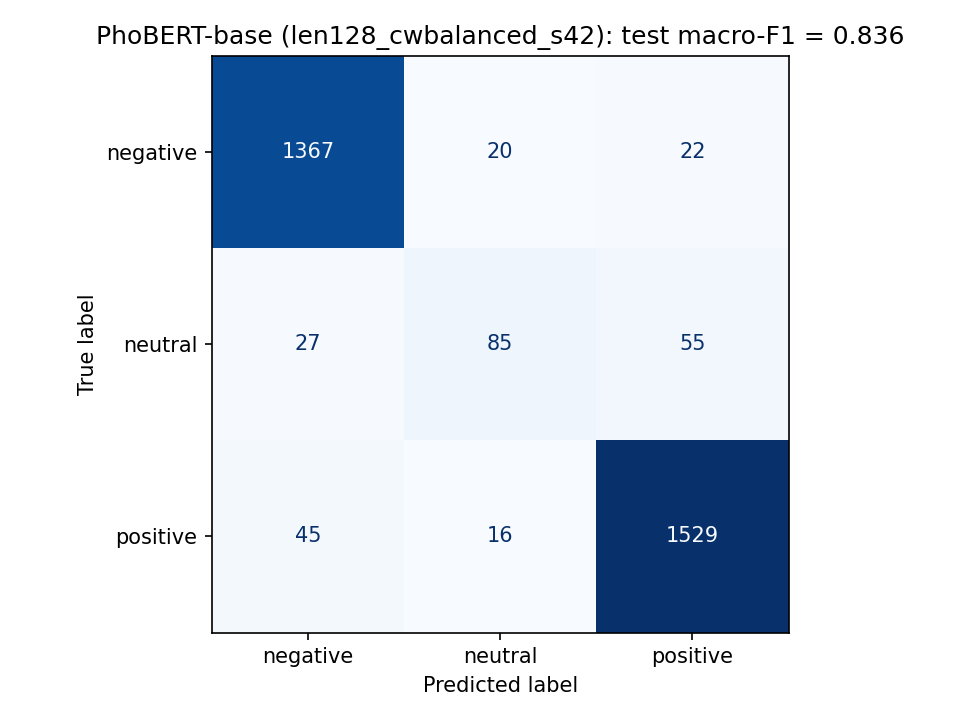 PhoBERT-base (len128_cwbalanced_s42): test macro-F1 = 0.836
negative 1367 20 22
neutral 27 85 55
positive 45 16 1529
True label
negative neutral positive
Predicted label